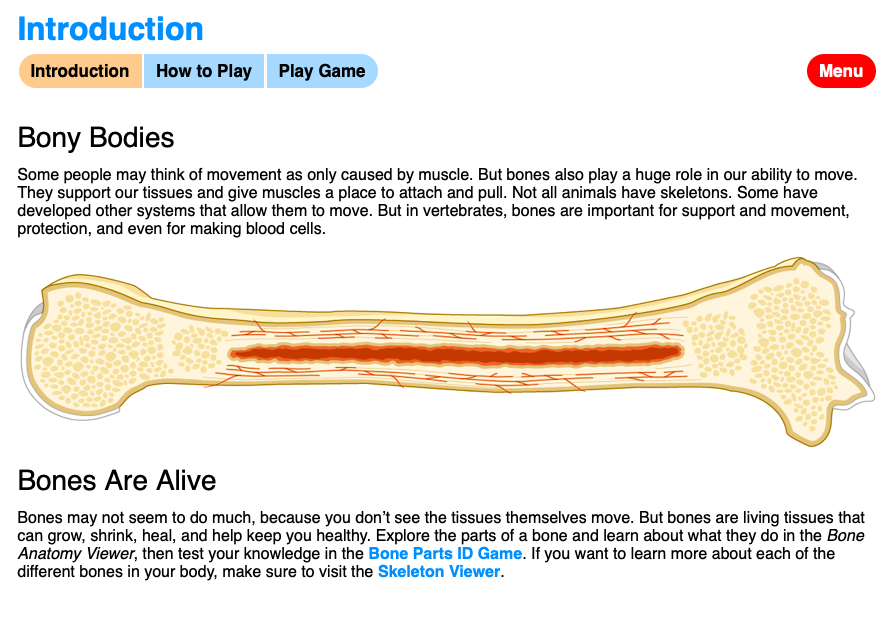 Introduction
Introduction
How to Play
Play Game
Menu
Bony Bodies
Some people may think of movement as only caused by muscle. But bones also play a huge role in our ability to move.
They support our tissues and give muscles a place to attach and pull. Not all animals have skeletons. Some have
developed other systems that allow them to move. But in vertebrates, bones are important for support and movement,
protection, and even for making blood cells.
Bones Are Alive
Bones may not seem to do much, because you don’t see the tissues themselves move. But bones are living tissues that
can grow, shrink, heal, and help keep you healthy. Explore the parts of a bone and learn about what they do in the Bone
Anatomy Viewer, then test your knowledge in the Bone Parts ID Game. If you want to learn more about each of the
different bones in your body, make sure to visit the Skeleton Viewer.